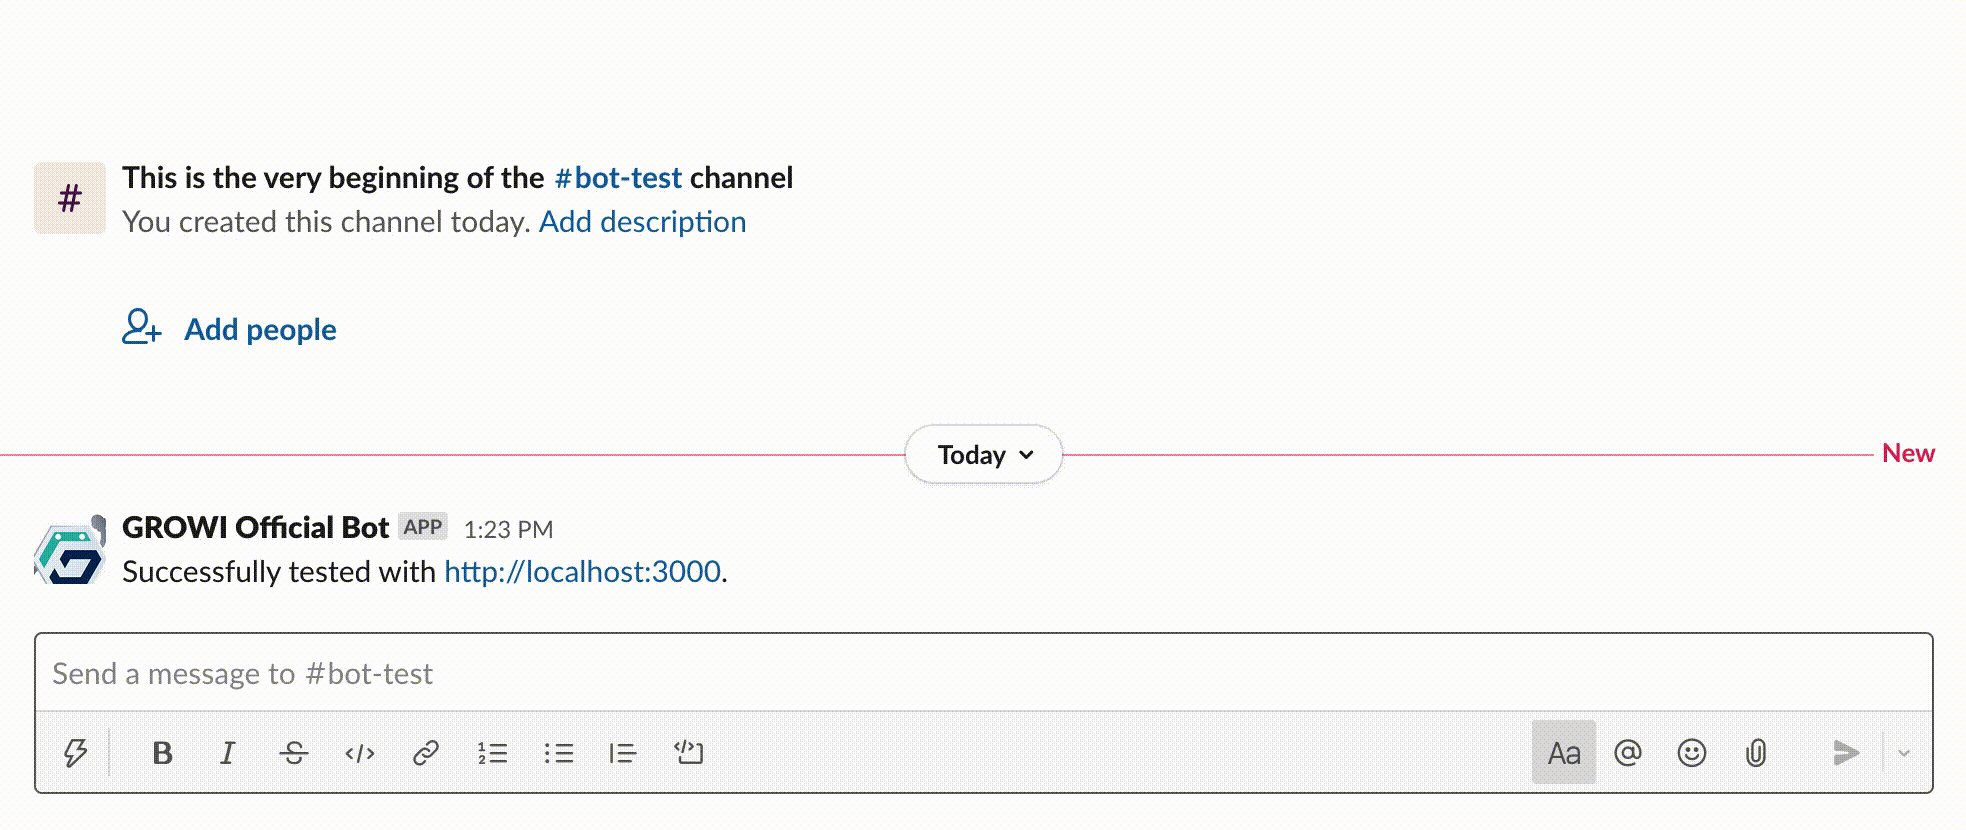 #
This is the very beginning of the #bot-test channel
You created this channel today. Add description
Add people
Today
New
GROWI Official Bot APP 1:23 PM
Successfully tested with http://localhost:3000.
Send a message to #bot-test
B I S </> Aa @